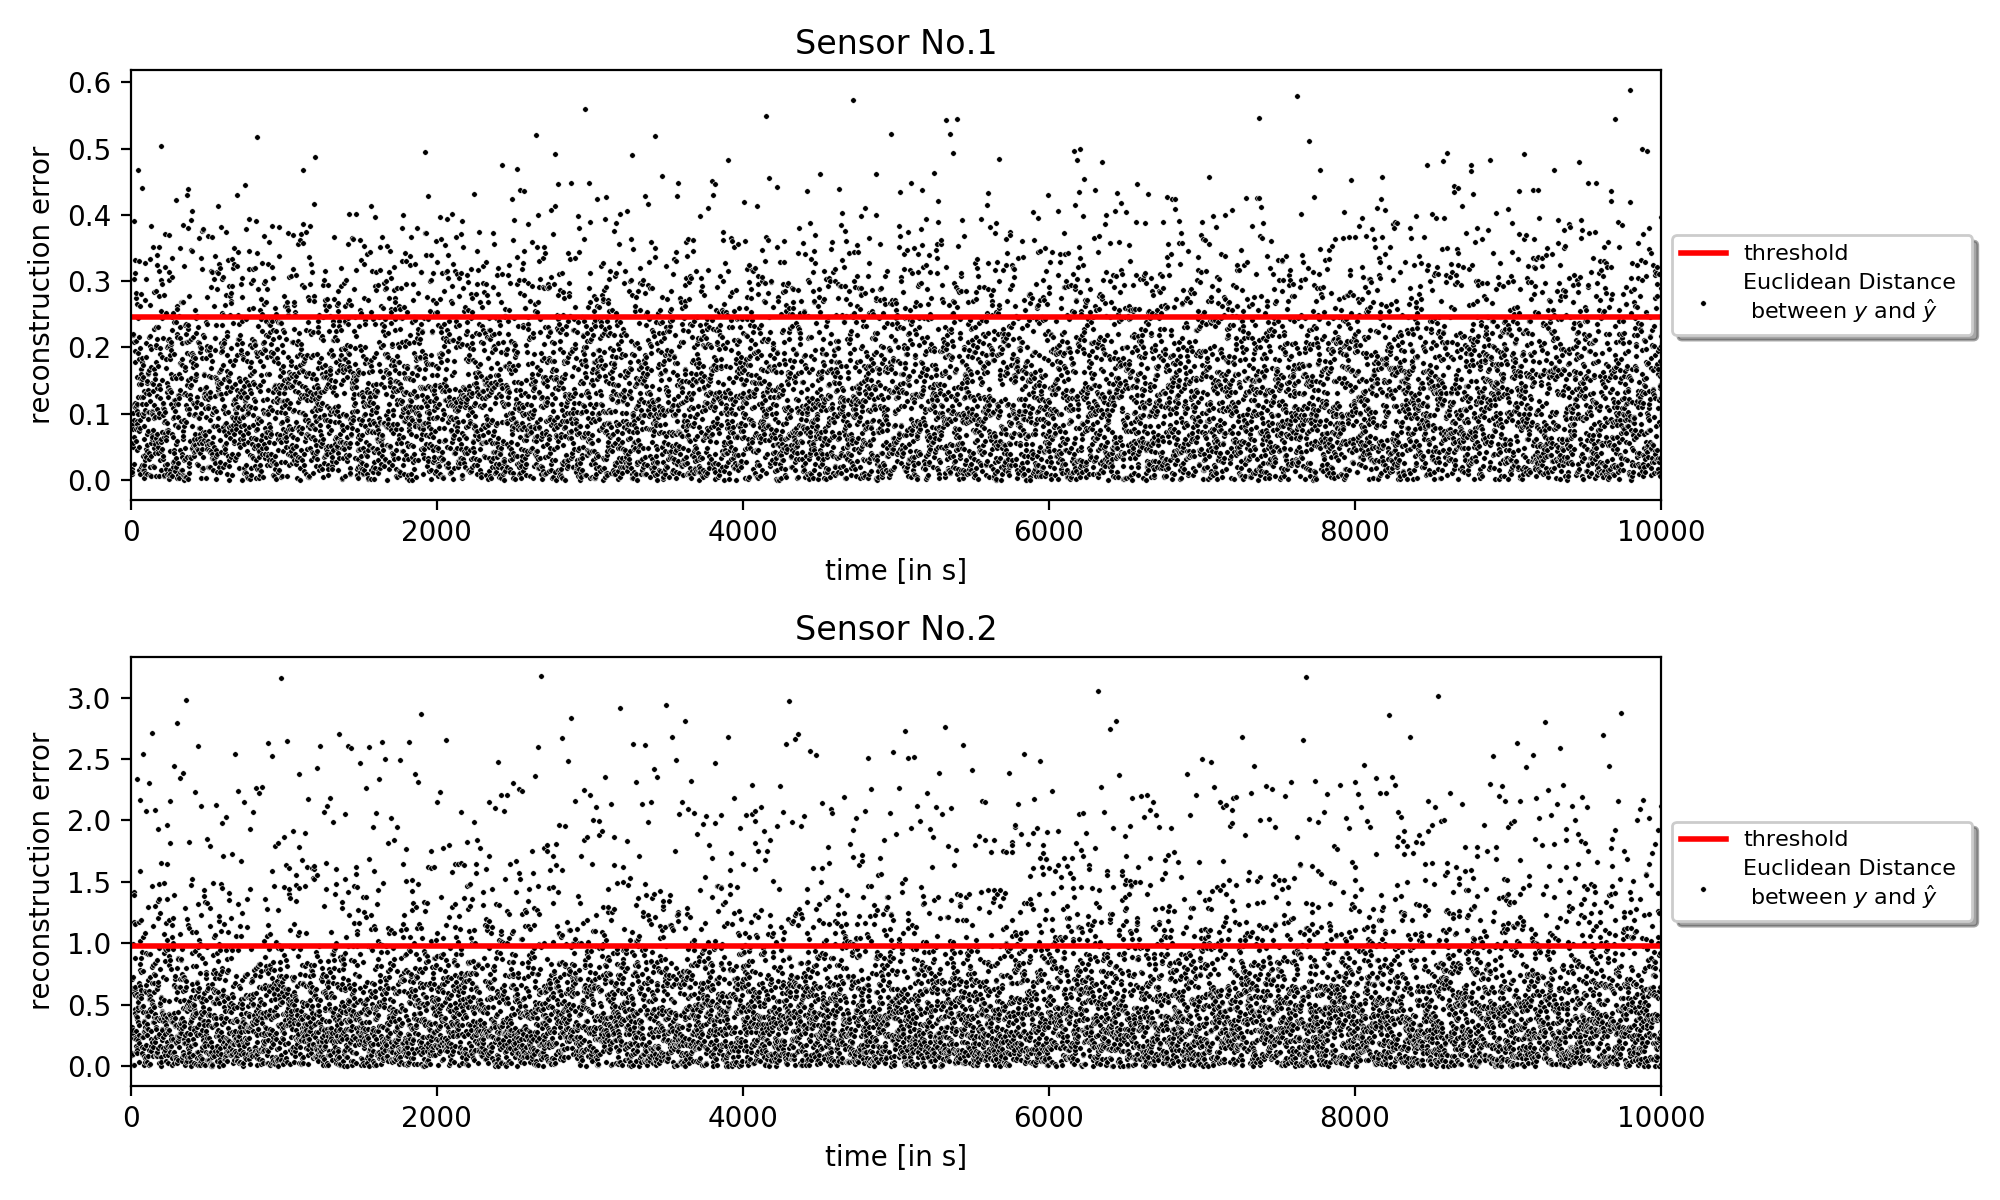 Sensor No.1
0.6
0.5
0.4
0.3
0.2
0.1
0.0
reconstruction error
0 2000 4000 6000 8000 10000
time [in s]
threshold
Euclidean Distance
between y and ŷ
Sensor No.2
3.0
2.5
2.0
1.5
1.0
0.5
0.0
reconstruction error
0 2000 4000 6000 8000 10000
time [in s]
threshold
Euclidean Distance
between y and ŷ